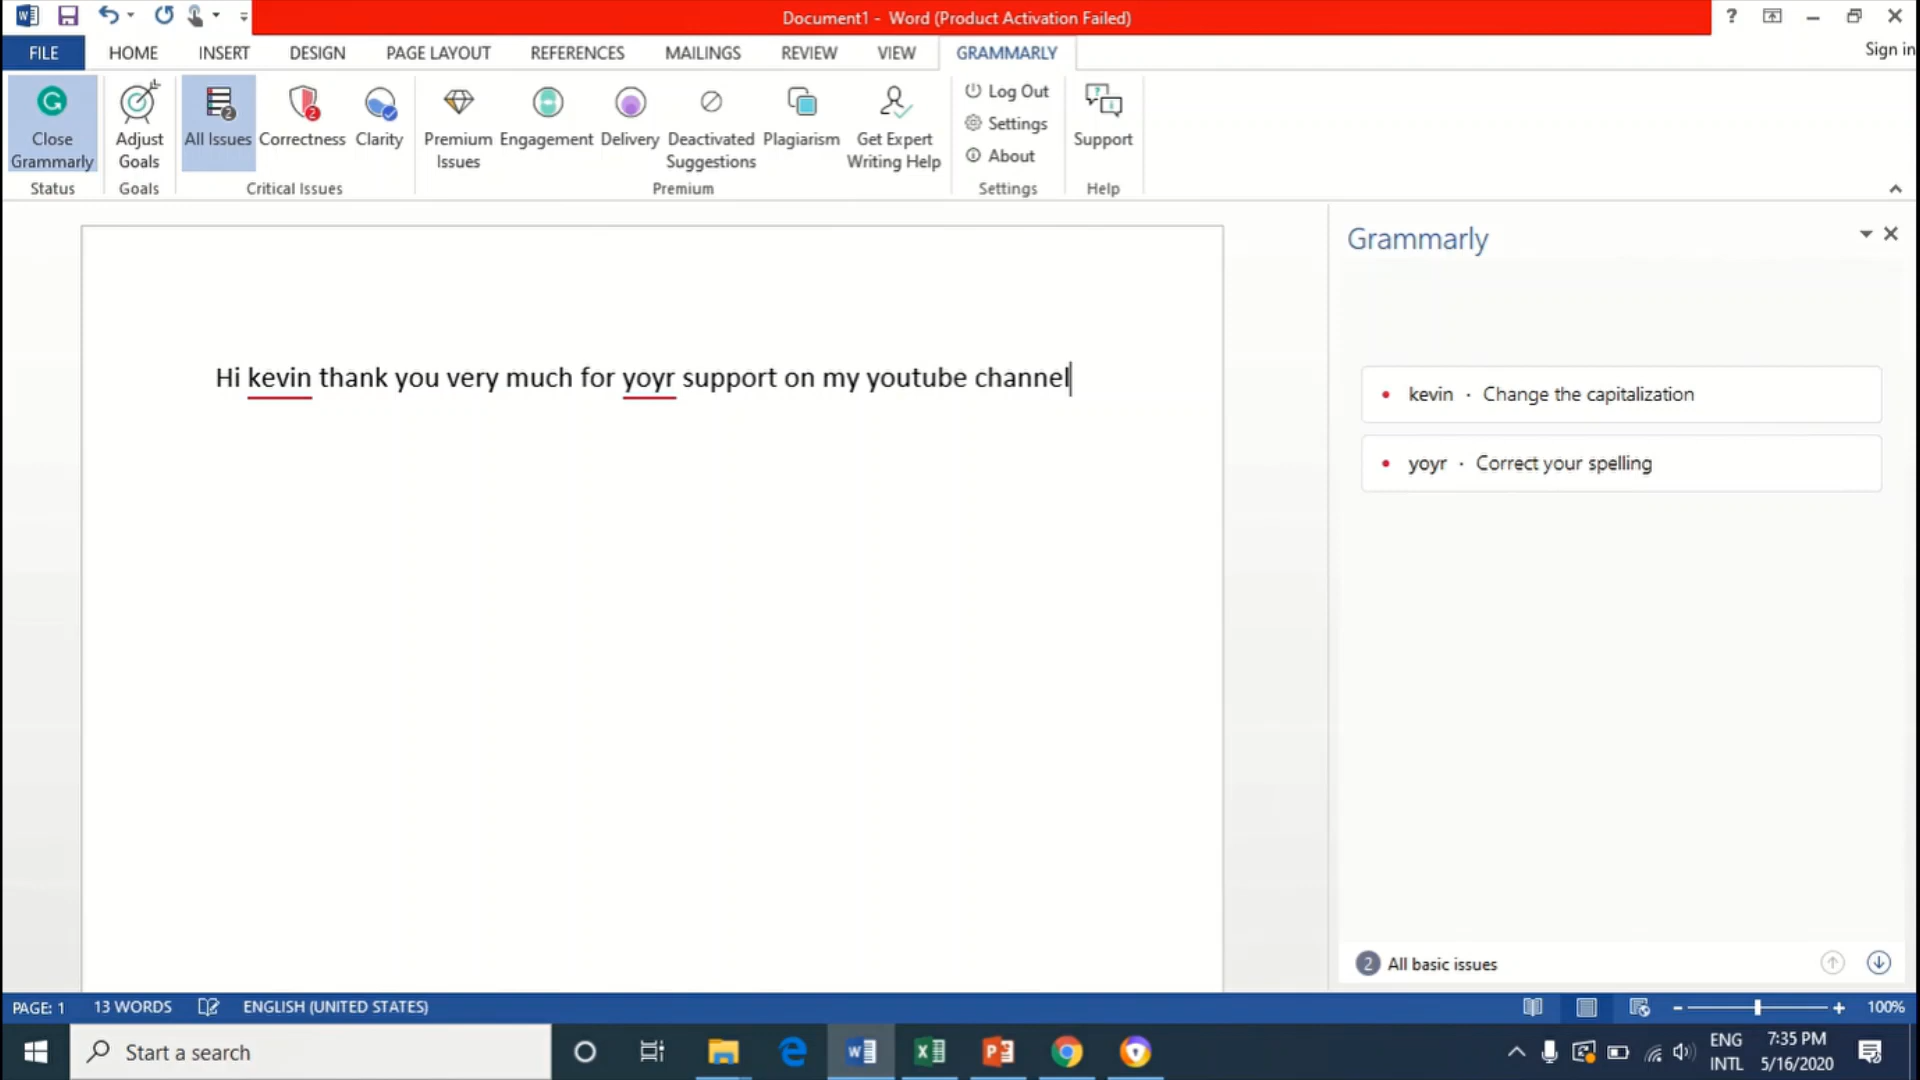 Document1 - Word (Product Activation Failed)
?
FILE HOME INSERT DESIGN PAGE LAYOUT REFERENCES MAILINGS REVIEW VIEW GRAMMARLY Sign in
Close Grammarly
Status
Adjust Goals
Goals
All Issues 2
Correctness 2
Clarity
Critical Issues
Premium Issues
Engagement
Delivery
Deactivated Suggestions
Plagiarism
Get Expert Writing Help
Premium
Log Out
Settings
About
Settings
Support
Help
Hi kevin thank you very much for yoyr support on my youtube channel
Grammarly
kevin · Change the capitalization
yoyr · Correct your spelling
2 All basic issues
PAGE: 1 13 WORDS ENGLISH (UNITED STATES) 100%
Start a search
ENG
INTL
7:35 PM
5/16/2020